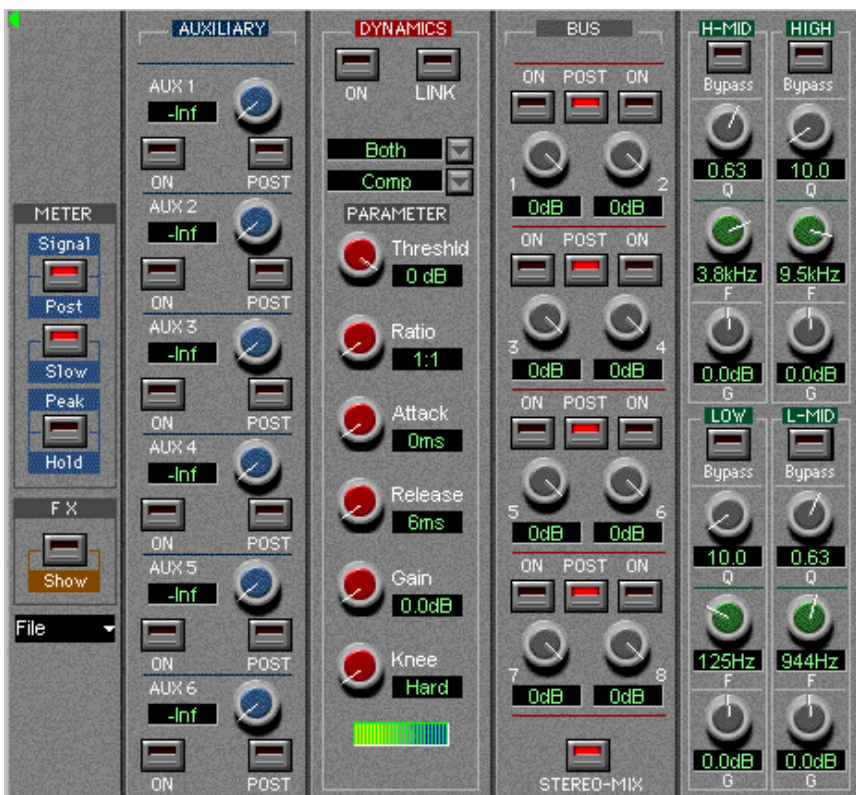 METER
Signal
Post
Slow
Peak
Hold
FX
Show
File
AUXILIARY
AUX 1
-Inf
ON POST
AUX 2
-Inf
ON POST
AUX 3
-Inf
ON POST
AUX 4
-Inf
ON POST
AUX 5
-Inf
ON POST
AUX 6
-Inf
ON POST
DYNAMICS
ON LINK
Both
Comp
PARAMETER
Threshld
0 dB
Ratio
1:1
Attack
0ms
Release
6ms
Gain
0.0dB
Knee
Hard
BUS
ON POST ON
1 2
0dB 0dB
ON POST ON
3 4
0dB 0dB
ON POST ON
5 6
0dB 0dB
ON POST ON
7 8
0dB 0dB
STEREO-MIX
H-MID HIGH
Bypass Bypass
0.63 10.0
Q Q
3.8kHz 9.5kHz
F F
0.0dB 0.0dB
G G
LOW L-MID
Bypass Bypass
10.0 0.63
Q Q
125Hz 944Hz
F F
0.0dB 0.0dB
G G